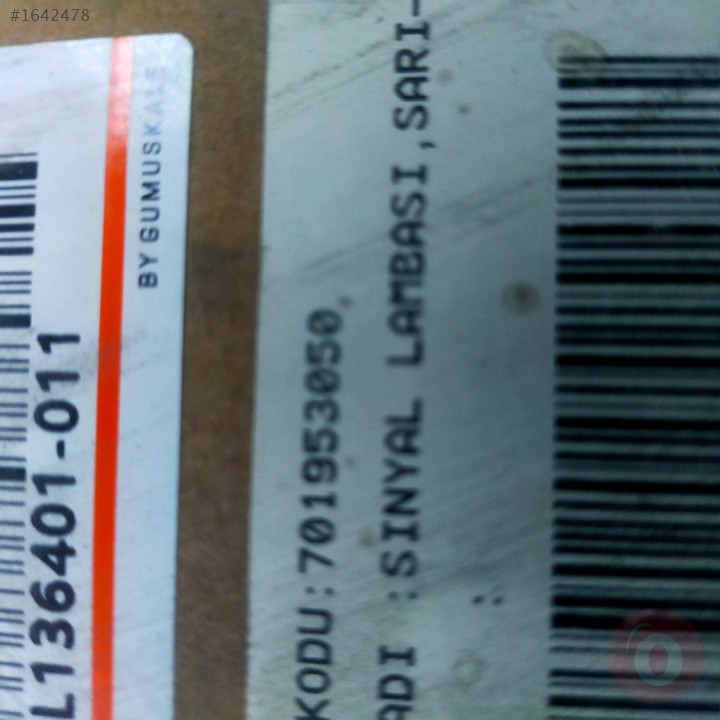 #1642478
BY GUMUSKALE
L136401-011
KODU:701953050
ADI :SINYAL LAMBASI,SARI-
: